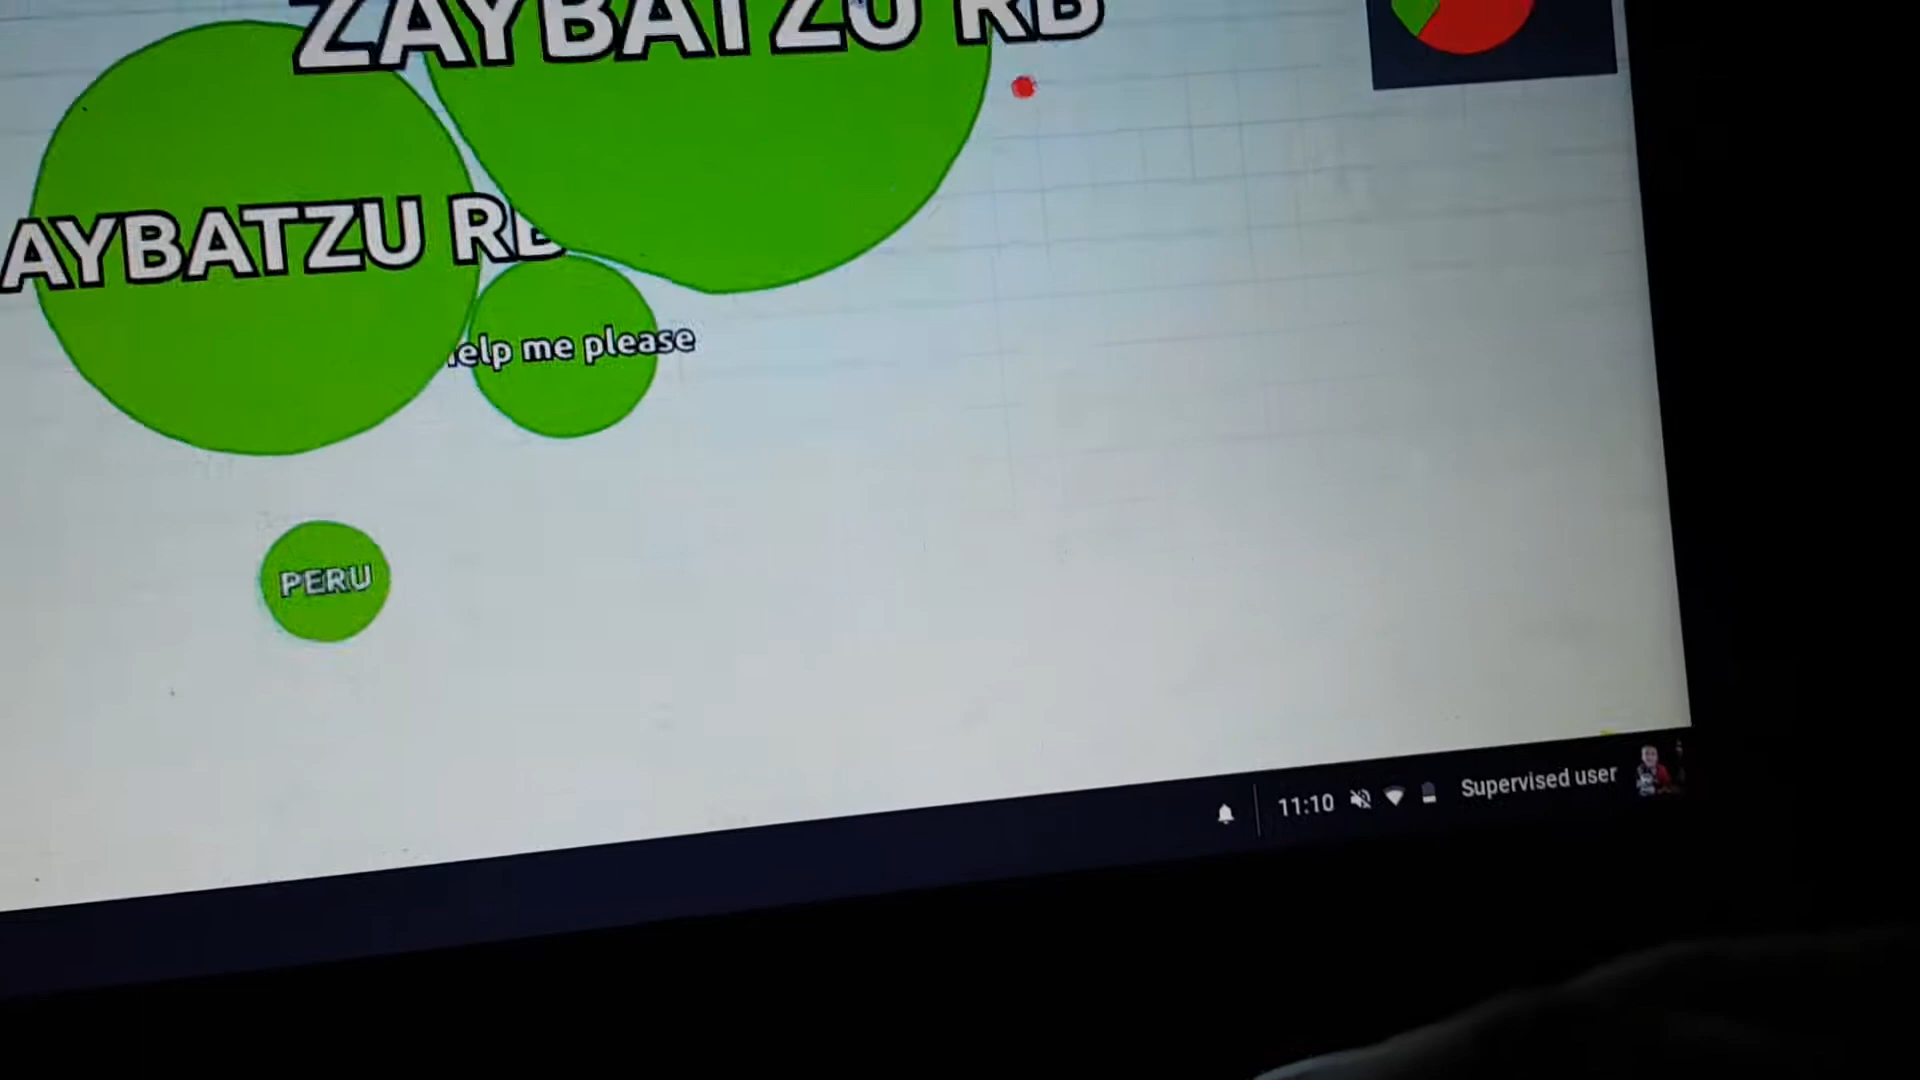 ZAYBATZU RB
AYBATZU RB
elp me please
PERU
11:10 Supervised user